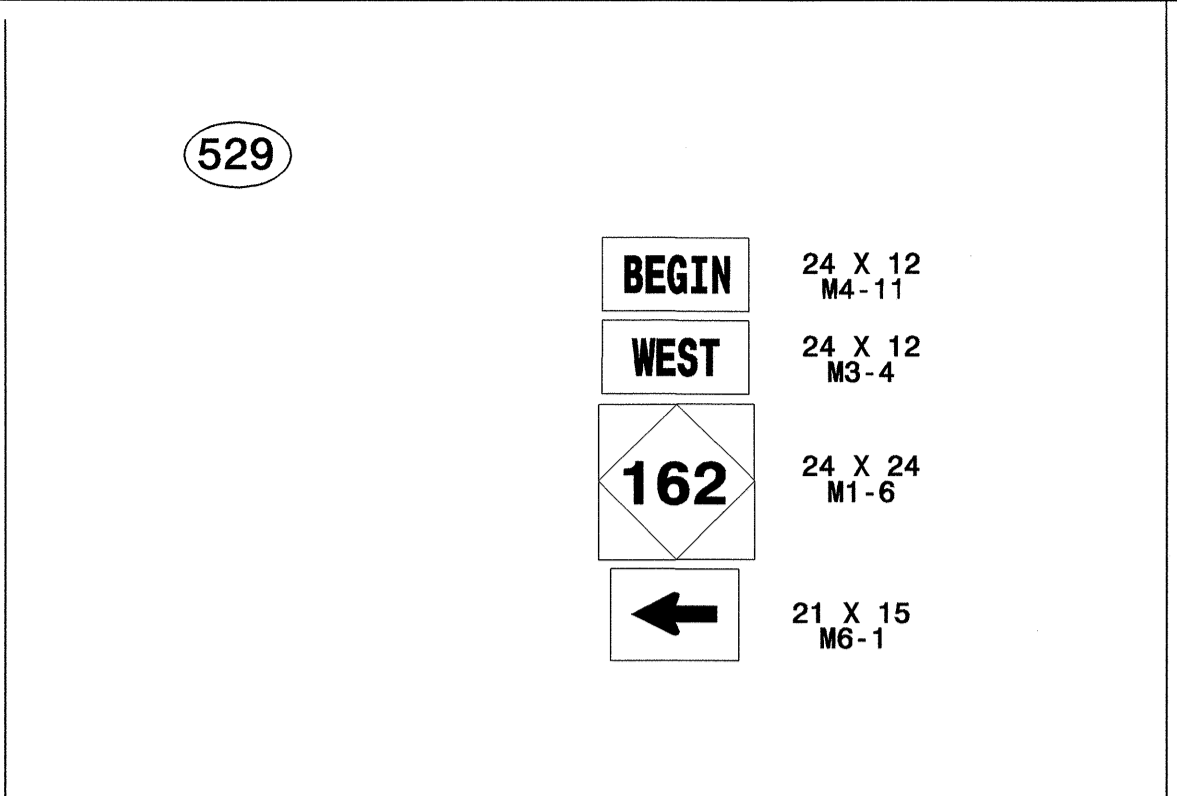 529
BEGIN
24 X 12
M4-11
WEST
24 X 12
M3-4
162
24 X 24
M1-6
21 X 15
M6-1